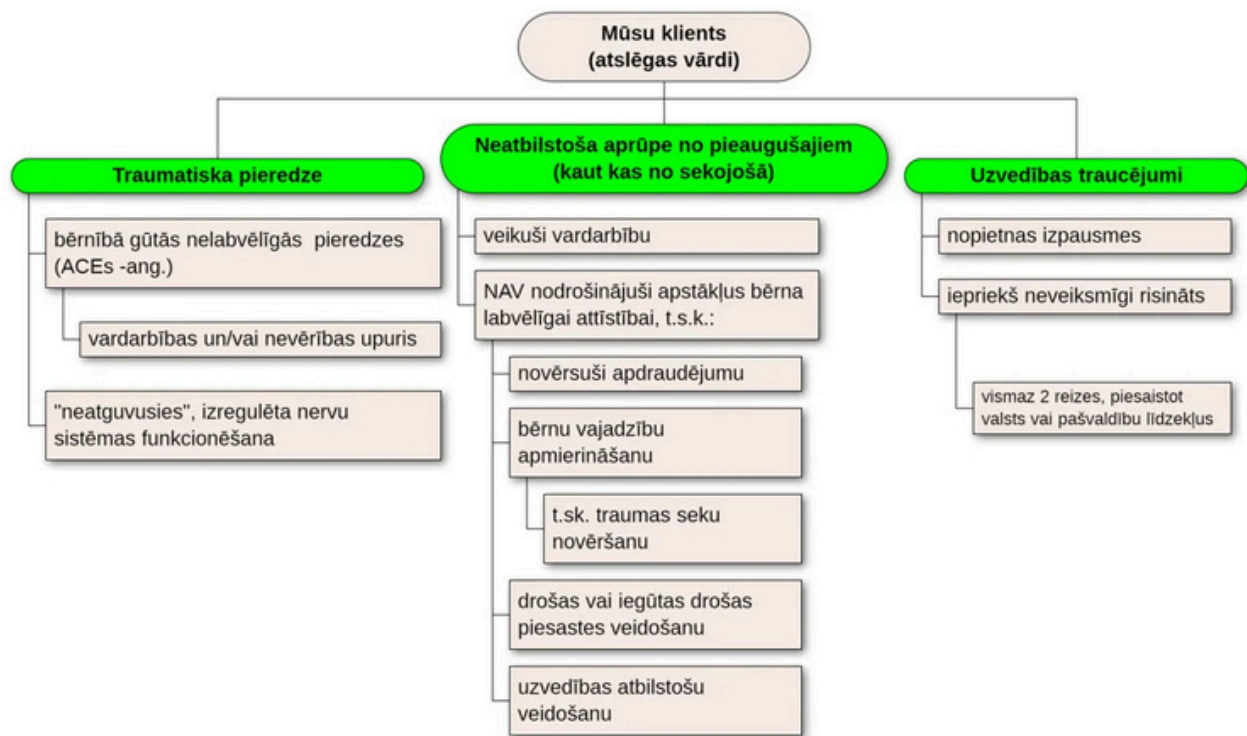 Mūsu klients
(atslēgas vārdi)
Traumatiska pieredze
bērnībā gūtās nelabvēlīgās pieredzes
(ACEs -ang.)
vardarbības un/vai nevērības upuris
"neatguvusies", izregulēta nervu
sistēmas funkcionēšana
Neatbilstoša aprūpe no pieaugušajiem
(kaut kas no sekojošā)
veikuši vardarbību
NAV nodrošinājuši apstākļus bērna
labvēlīgai attīstībai, t.s.k.:
novērsuši apdraudējumu
bērnu vajadzību
apmierināšanu
t.sk. traumas seku
novēršanu
drošas vai iegūtas drošas
piesastes veidošanu
uzvedības atbilstošu
veidošanu
Uzvedības traucējumi
nopietnas izpausmes
iepriekš neveiksmīgi risināts
vismaz 2 reizes, piesaistot
valsts vai pašvaldību līdzekļus